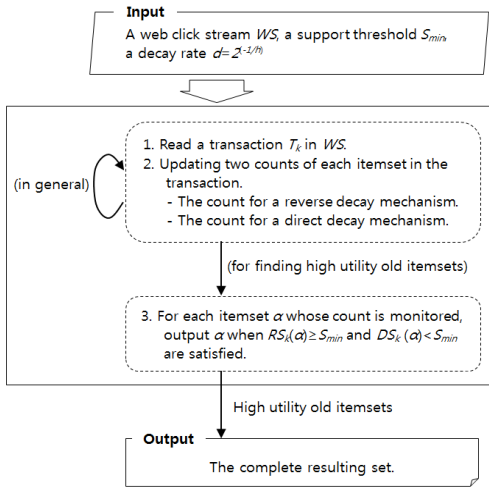 Input
A web click stream WS, a support threshold Smin,
a decay rate d=2(-1/h)
(in general)
1. Read a transaction Tk in WS.
2. Updating two counts of each itemset in the
transaction.
- The count for a reverse decay mechanism.
- The count for a direct decay mechanism.
(for finding high utility old itemsets)
3. For each itemset α whose count is monitored,
output α when RSk(α)≥Smin and DSk (α)<Smin
are satisfied.
High utility old itemsets
Output
The complete resulting set.